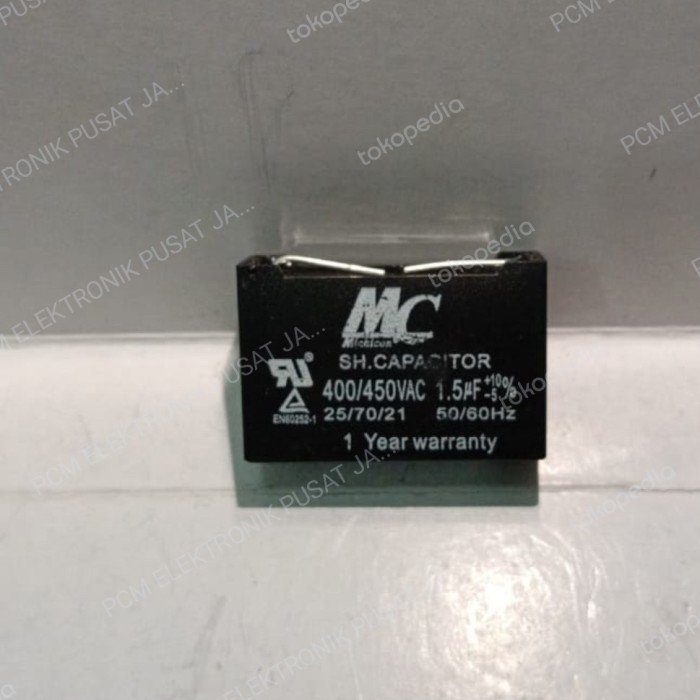 MC
Michicon
SH.CAPACITOR
400/450VAC 1.5µF +10 -5 %
25/70/21 50/60Hz
EN60252-1
1 Year warranty
tokopedia
PCM ELEKTRONIK PUSAT JA...